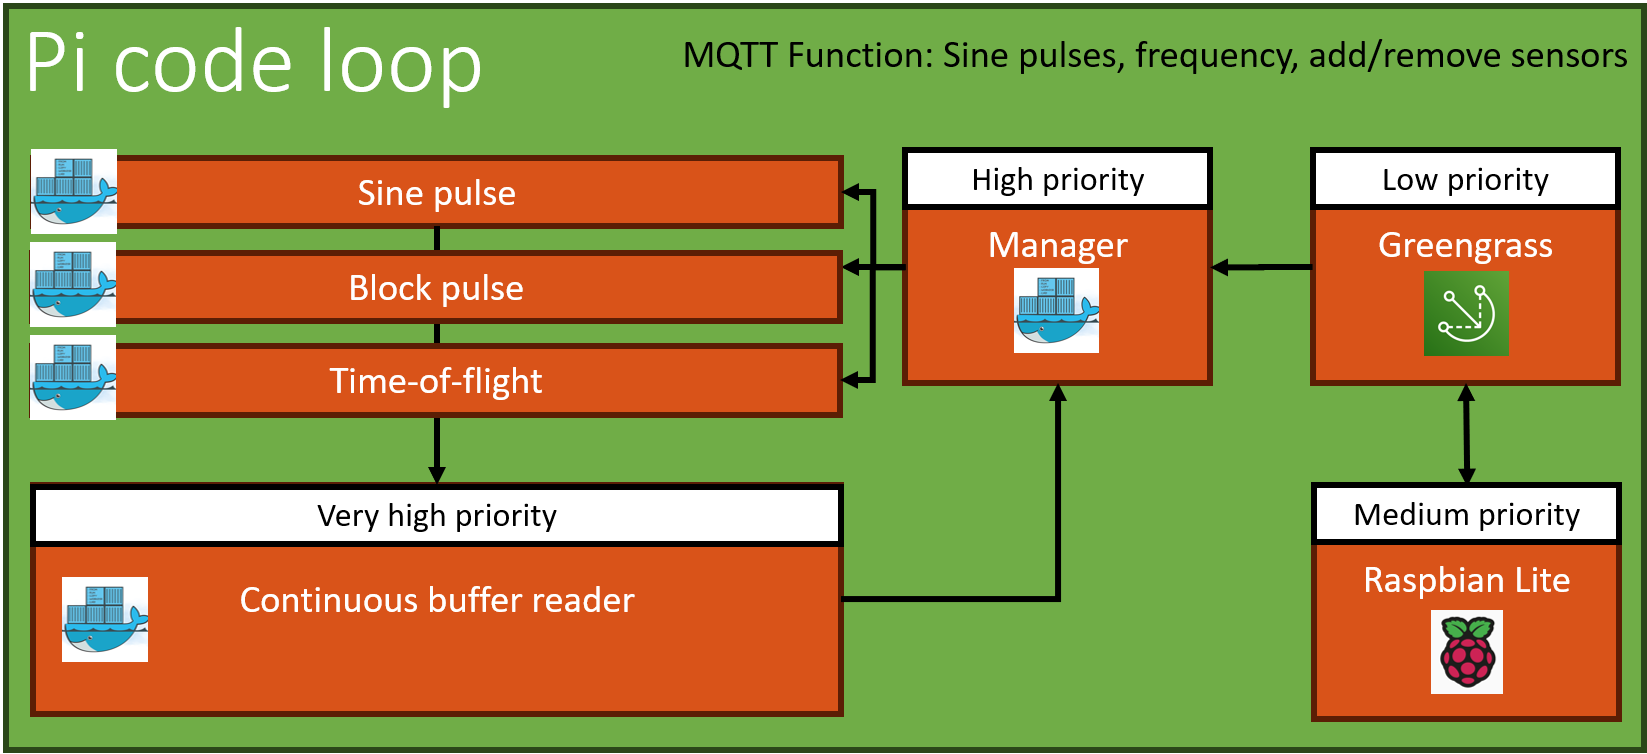 Pi code loop
MQTT Function: Sine pulses, frequency, add/remove sensors
Sine pulse
Block pulse
Time-of-flight
High priority
Manager
Low priority
Greengrass
Very high priority
Continuous buffer reader
Medium priority
Raspbian Lite